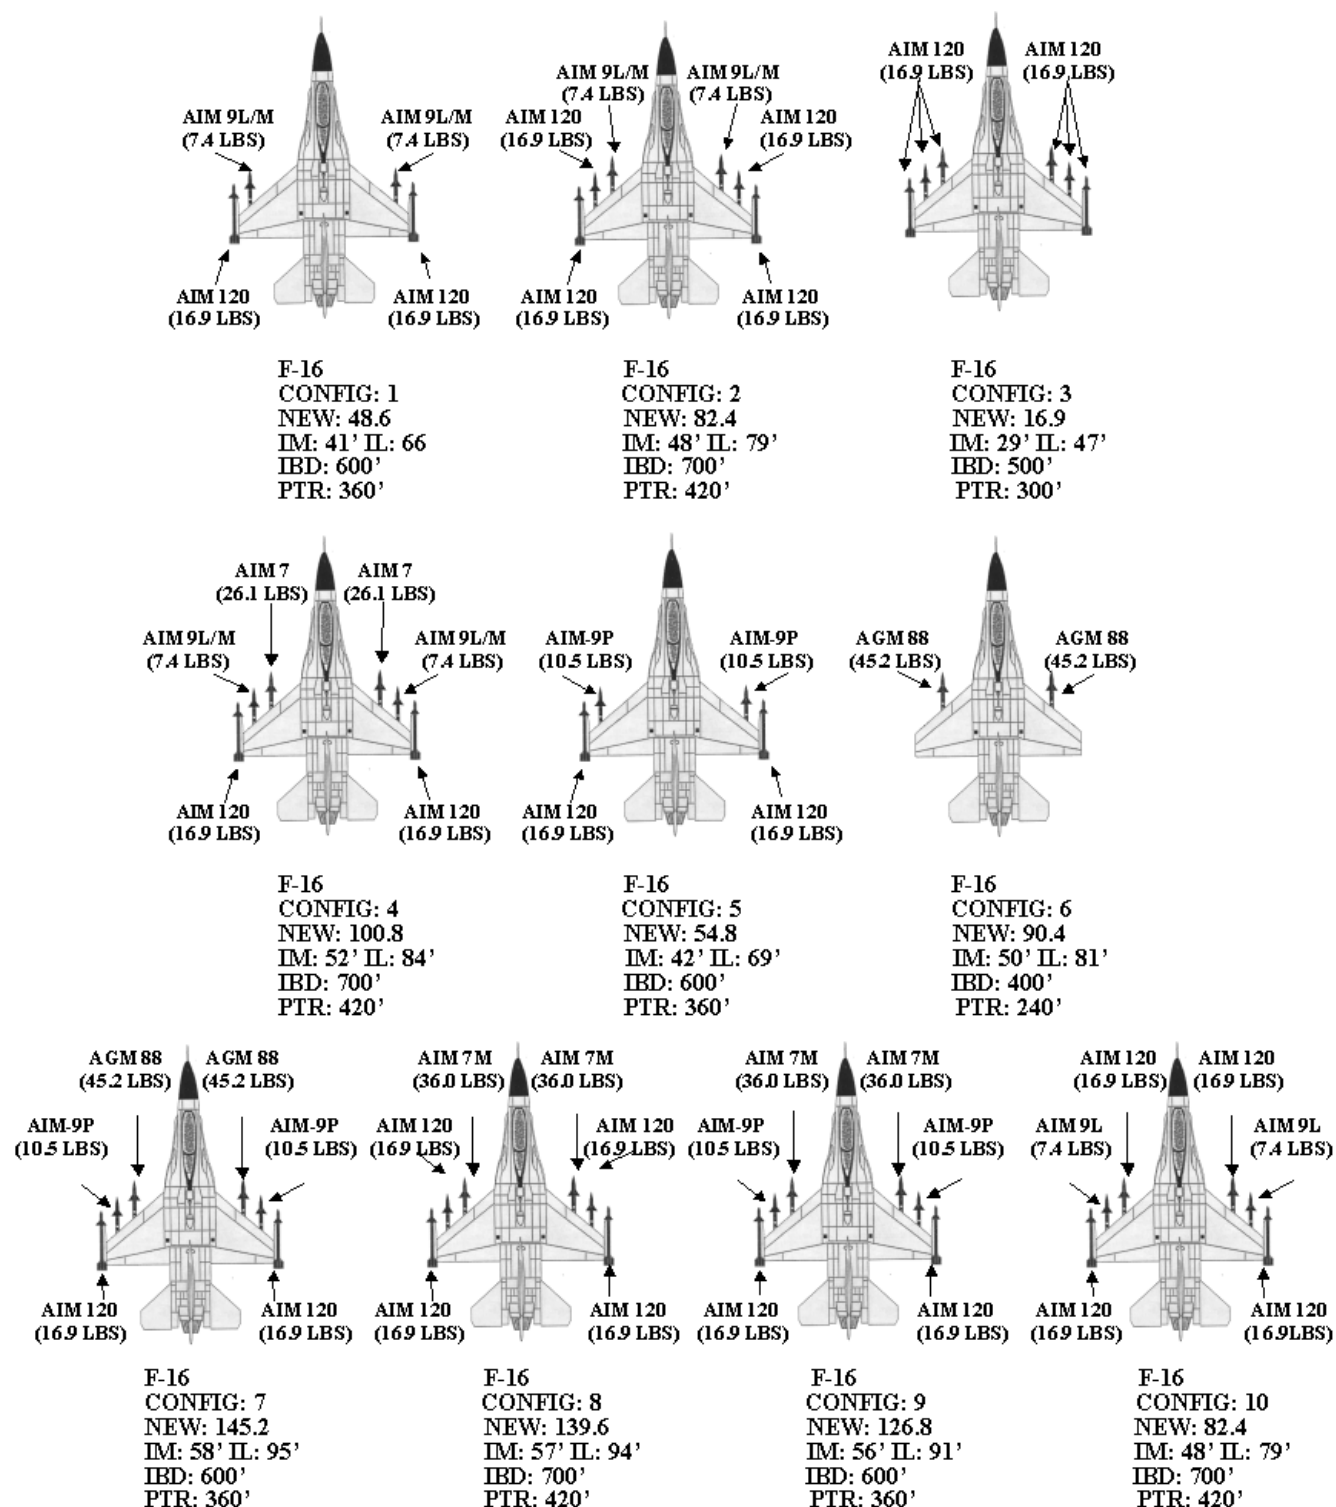 AIM 9L/M
(7.4 LBS)
AIM 9L/M
(7.4 LBS)
AIM 120
(16.9 LBS)
AIM 120
(16.9 LBS)
F-16
CONFIG: 1
NEW: 48.6
IM: 41’ IL: 66
IBD: 600’
PTR: 360’
AIM 9L/M
(7.4 LBS)
AIM 9L/M
(7.4 LBS)
AIM 120
(16.9 LBS)
AIM 120
(16.9 LBS)
AIM 120
(16.9 LBS)
AIM 120
(16.9 LBS)
F-16
CONFIG: 2
NEW: 82.4
IM: 48’ IL: 79’
IBD: 700’
PTR: 420’
AIM 120
(16.9 LBS)
AIM 120
(16.9 LBS)
F-16
CONFIG: 3
NEW: 16.9
IM: 29’ IL: 47’
IBD: 500’
PTR: 300’
AIM 7
(26.1 LBS)
AIM 7
(26.1 LBS)
AIM 9L/M
(7.4 LBS)
AIM 9L/M
(7.4 LBS)
AIM 120
(16.9 LBS)
AIM 120
(16.9 LBS)
F-16
CONFIG: 4
NEW: 100.8
IM: 52’ IL: 84’
IBD: 700’
PTR: 420’
AIM-9P
(10.5 LBS)
AIM-9P
(10.5 LBS)
AIM 120
(16.9 LBS)
AIM 120
(16.9 LBS)
F-16
CONFIG: 5
NEW: 54.8
IM: 42’ IL: 69’
IBD: 600’
PTR: 360’
AGM 88
(45.2 LBS)
AGM 88
(45.2 LBS)
F-16
CONFIG: 6
NEW: 90.4
IM: 50’ IL: 81’
IBD: 400’
PTR: 240’
AGM 88
(45.2 LBS)
AGM 88
(45.2 LBS)
AIM-9P
(10.5 LBS)
AIM-9P
(10.5 LBS)
AIM 120
(16.9 LBS)
AIM 120
(16.9 LBS)
F-16
CONFIG: 7
NEW: 145.2
IM: 58’ IL: 95’
IBD: 600’
PTR: 360’
AIM 7M
(36.0 LBS)
AIM 7M
(36.0 LBS)
AIM 120
(16.9 LBS)
AIM 120
(16.9 LBS)
AIM 120
(16.9 LBS)
AIM 120
(16.9 LBS)
F-16
CONFIG: 8
NEW: 139.6
IM: 57’ IL: 94’
IBD: 700’
PTR: 420’
AIM 7M
(36.0 LBS)
AIM 7M
(36.0 LBS)
AIM-9P
(10.5 LBS)
AIM-9P
(10.5 LBS)
AIM 120
(16.9 LBS)
AIM 120
(16.9 LBS)
F-16
CONFIG: 9
NEW: 126.8
IM: 56’ IL: 91’
IBD: 600’
PTR: 360’
AIM 120
(16.9 LBS)
AIM 120
(16.9 LBS)
AIM 9L
(7.4 LBS)
AIM 9L
(7.4 LBS)
AIM 120
(16.9 LBS)
AIM 120
(16.9LBS)
F-16
CONFIG: 10
NEW: 82.4
IM: 48’ IL: 79’
IBD: 700’
PTR: 420’